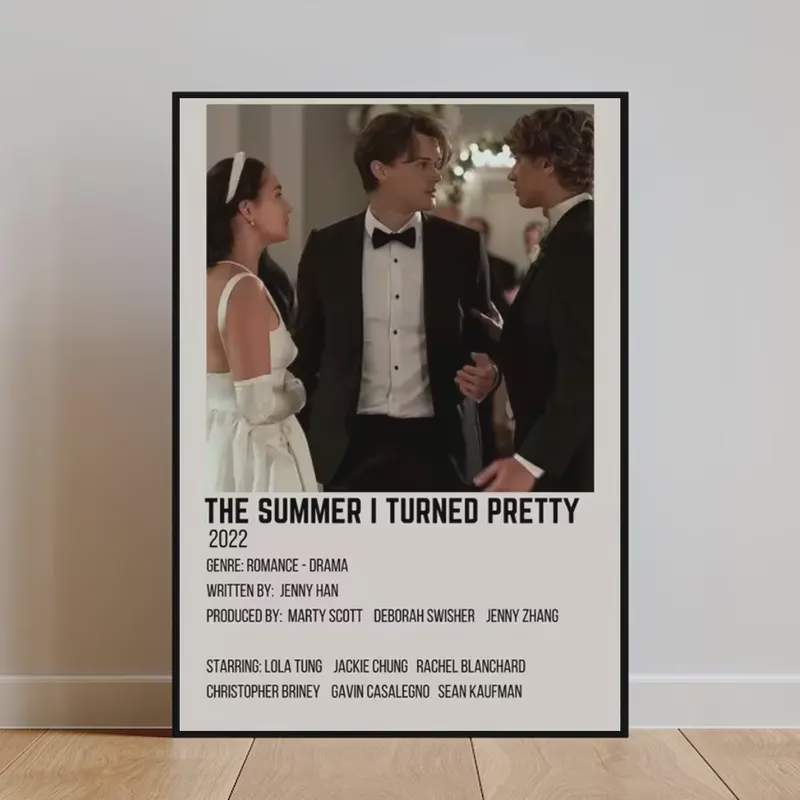 THE SUMMER I TURNED PRETTY
2022
GENRE: ROMANCE - DRAMA
WRITTEN BY: JENNY HAN
PRODUCED BY: MARTY SCOTT DEBORAH SWISHER JENNY ZHANG
STARRING: LOLA TUNG JACKIE CHUNG RACHEL BLANCHARD
CHRISTOPHER BRINEY GAVIN CASALEGNO SEAN KAUFMAN